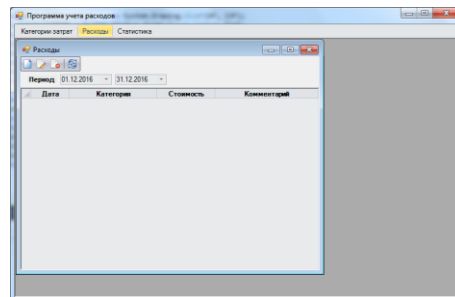 Программа учета расходов
Категории затрат Расходы Статистика
Расходы
Период 01.12.2016 31.12.2016
Дата Категория Стоимость Комментарий